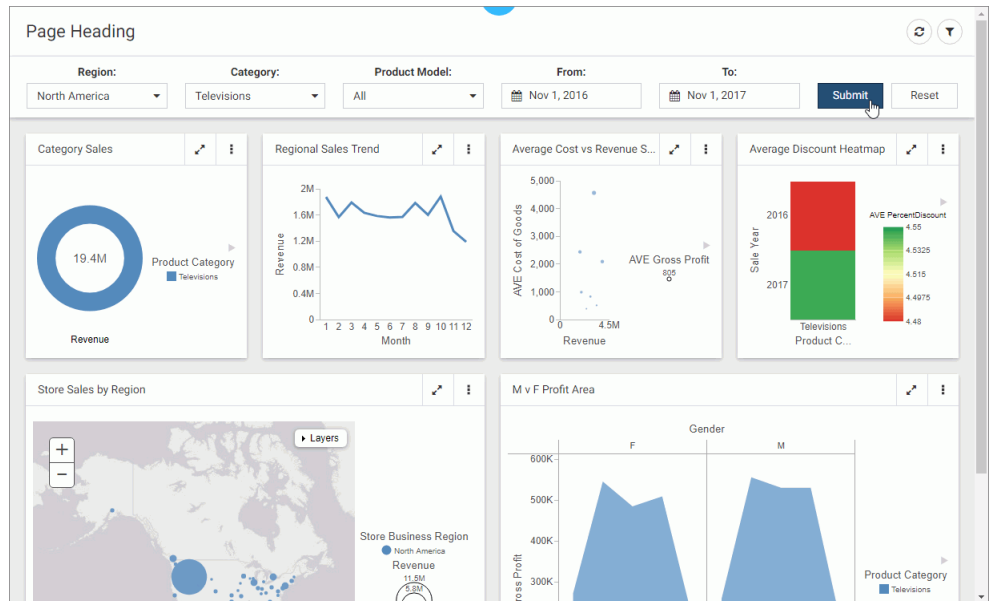 Page Heading
Region: Category: Product Model: From: To:
North America Televisions All Nov 1, 2016 Nov 1, 2017 Submit Reset
Category Sales
19.4M
Product Category
Televisions
Revenue
Regional Sales Trend
2M
1.6M
1.2M
0.8M
0.4M
0
Revenue
1 2 3 4 5 6 7 8 9 10 11 12
Month
Average Cost vs Revenue S...
5,000
4,000
3,000
2,000
1,000
0
AVE Cost of Goods
0 4.5M
Revenue
AVE Gross Profit
805
Average Discount Heatmap
2016
2017
Sale Year
Televisions
Product C...
AVE PercentDiscount
4.55
4.5325
4.515
4.4975
4.48
Store Sales by Region
+
−
Layers
Store Business Region
North America
Revenue
11.5M
5.8M
M v F Profit Area
Gender
F M
600K
500K
400K
300K
ross Profit
Product Category
Televisions